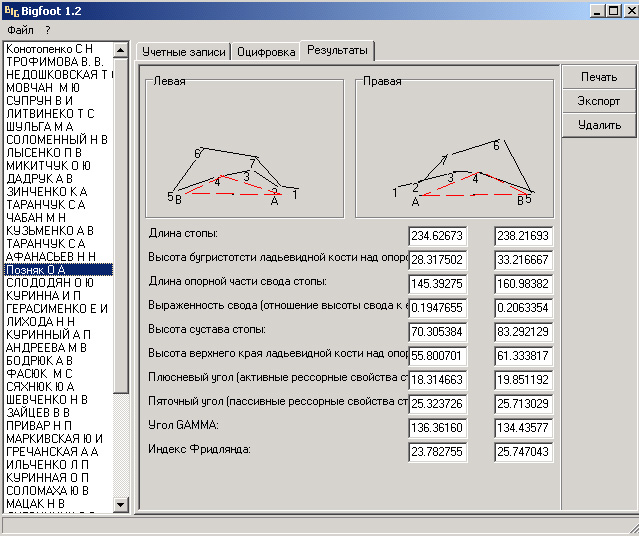 BIG Bigfoot 1.2
Файл ?
Учетные записи Оцифровка Результаты
Конотопенко С Н
ТРОФИМОВА В. В.
НЕДОШКОВСКАЯ Т С
МОВЧАН М Ю
СУПРУН В И
ЛИТВИНЕКО Т С
ШУЛЬГА М А
СОЛОМЕННЫЙ Н В
ЛЫСЕНКО П В
МИКИТЧУК О Ю
ДАДРУК А В
ЗИНЧЕНКО К А
ТАРАНЧУК С А
ЧАБАН М Н
КУЗЬМЕНКО А В
ТАРАНЧУК С А
АФАНАСЬЕВ Н Н
Позняк О А
СЛОДОДЯН О Ю
КУРИННА И П
ГЕРАСИМЕНКО Е И
ЛИХОДА Н Н
КУРИННЫЙ А П
АНДРЕЕВА М В
БОДРЮК А В
ФАСЮК М С
СЯХНЮК Ю А
ШЕВЧЕНКО Н В
ЗАЙЦЕВ В В
ПРИВАР Н П
МАРКИВСКАЯ Ю И
ГРЕЧАНСКАЯ А А
ИЛЬЧЕНКО Л П
КУРИННАЯ О П
СОЛОМАХА Ю В
МАЦАК Н В
Левая
6 7
5 B 4 3 2 A 1
Правая
6
7
1 2 A 3 4 B 5
Печать
Экспорт
Удалить
Длина стопы: 234.62673 238.21693
Высота бугристотсти ладьевидной кости над опоро 28.317502 33.216667
Длина опорной части свода стопы: 145.39275 160.98382
Выраженность свода (отношение высоты свода к е 0.1947655 0.2063354
Высота сустава стопы: 70.305384 83.292129
Высота верхнего края ладьевидной кости над опор 55.800701 61.333817
Плюсневый угол (активные рессорные свойства ст 18.314663 19.851192
Пяточный угол (пассивные рессорные свойства ст 25.323726 25.713029
Угол GAMMA: 136.36160 134.43577
Индекс Фридлянда: 23.782755 25.747043